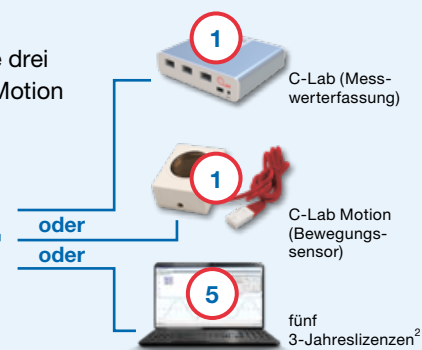 e drei
Motion
1
C-Lab (Mess-
werterfassung)
1
C-Lab Motion
(Bewegungs-
sensor)
oder
oder
5
fünf
3-Jahreslizenzen²